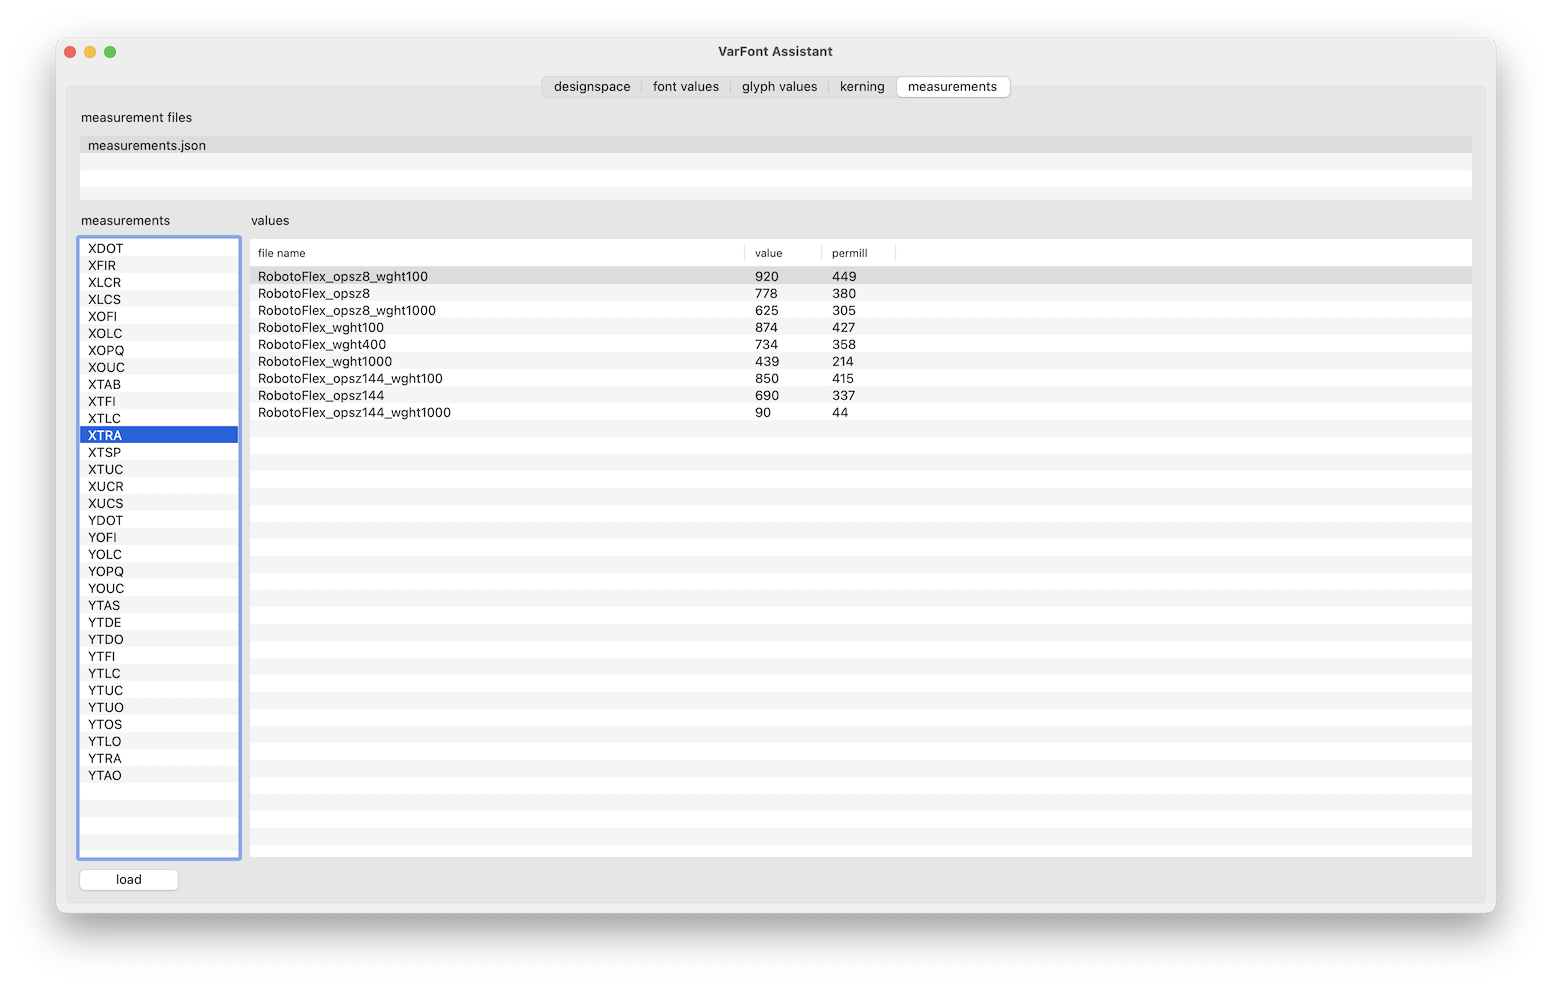 VarFont Assistant
designspace font values glyph values kerning measurements
measurement files
measurements.json
measurements
XDOT
XFIR
XLCR
XLCS
XOFI
XOLC
XOPQ
XOUC
XTAB
XTFI
XTLC
XTRA
XTSP
XTUC
XUCR
XUCS
YDOT
YOFI
YOLC
YOPQ
YOUC
YTAS
YTDE
YTDO
YTFI
YTLC
YTUC
YTUO
YTOS
YTLO
YTRA
YTAO
values
file name value permill
RobotoFlex_opsz8_wght100 920 449
RobotoFlex_opsz8 778 380
RobotoFlex_opsz8_wght1000 625 305
RobotoFlex_wght100 874 427
RobotoFlex_wght400 734 358
RobotoFlex_wght1000 439 214
RobotoFlex_opsz144_wght100 850 415
RobotoFlex_opsz144 690 337
RobotoFlex_opsz144_wght1000 90 44
load